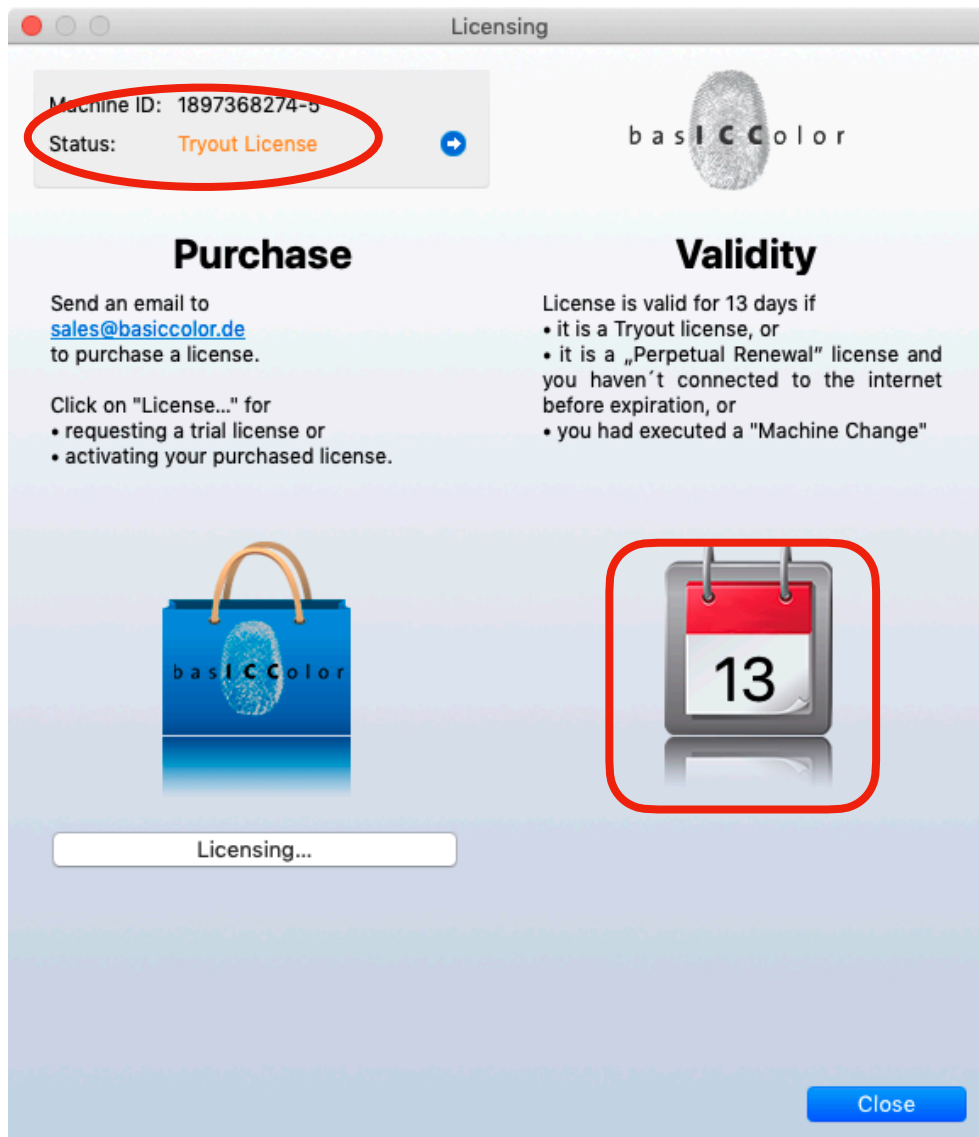 Licensing
Machine ID: 1897368274-5
Status: Tryout License
basICColor
Purchase
Send an email to
sales@basiccolor.de
to purchase a license.
Click on "License..." for
• requesting a trial license or
• activating your purchased license.
Validity
License is valid for 13 days if
• it is a Tryout license, or
• it is a „Perpetual Renewal" license and
you haven´t connected to the internet
before expiration, or
• you had executed a "Machine Change"
basICColor
13
Licensing...
Close